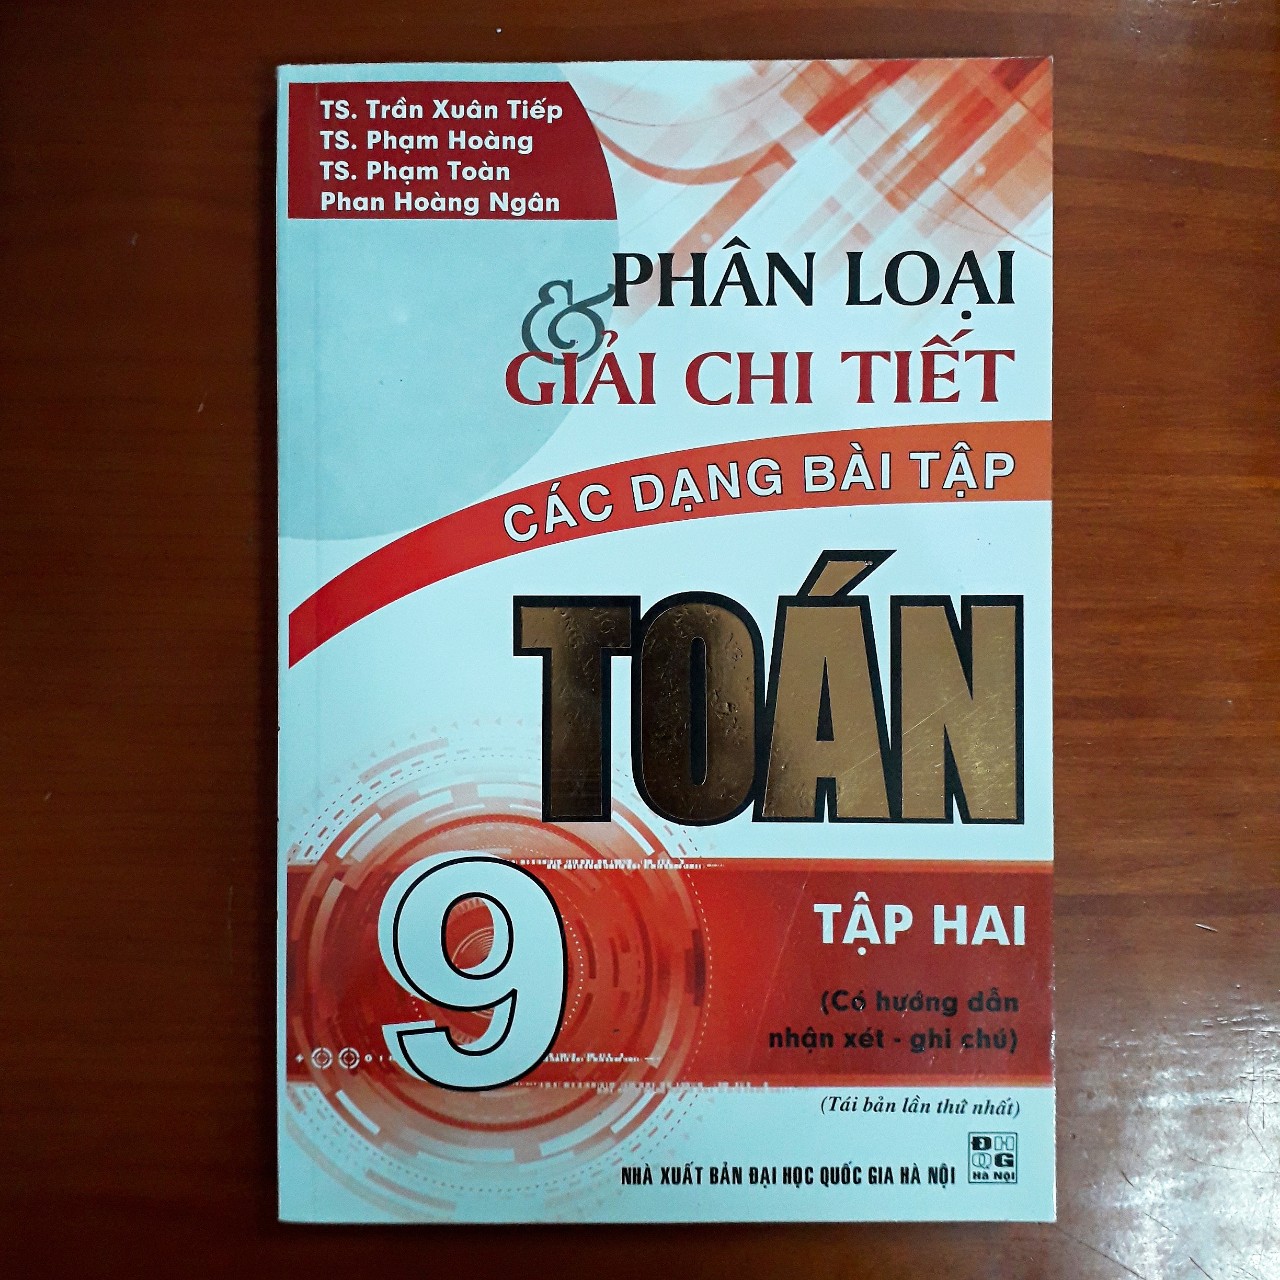 TS. Trần Xuân Tiếp
TS. Phạm Hoàng
TS. Phạm Toàn
Phan Hoàng Ngân
PHÂN LOẠI
& GIẢI CHI TIẾT
CÁC DẠNG BÀI TẬP
TOÁN
9
TẬP HAI
(Có hướng dẫn
nhận xét - ghi chú)
(Tái bản lần thứ nhất)
NHÀ XUẤT BẢN ĐẠI HỌC QUỐC GIA HÀ NỘI
ĐH
QG
HÀ NỘI